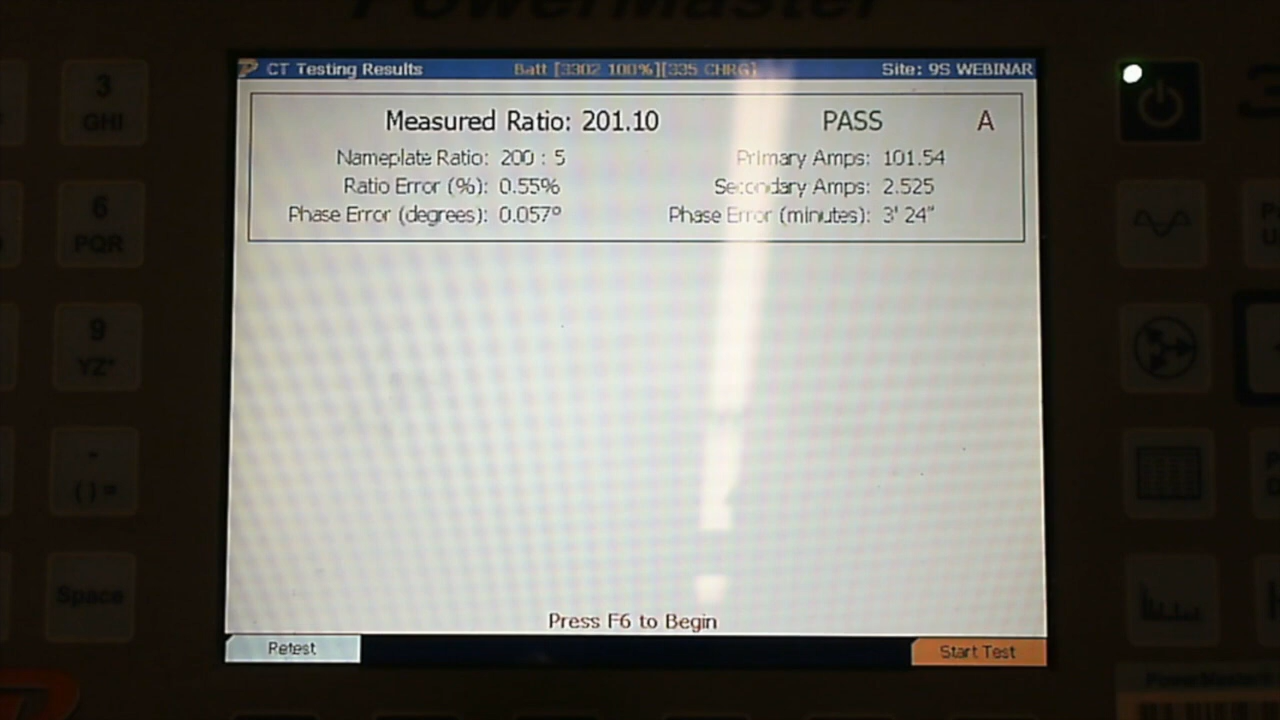 PowerMaster
CT Testing Results Batt [3302 100%][335 CHRG] Site: 9S WEBINAR
Measured Ratio: 201.10 PASS A
Nameplate Ratio: 200 : 5 Primary Amps: 101.54
Ratio Error (%): 0.55% Secondary Amps: 2.525
Phase Error (degrees): 0.057º Phase Error (minutes): 3' 24"
Press F6 to Begin
Retest Start Test
3
GHI
6
PQR
9
YZ*
-
( ) =
Space
PowerMaster